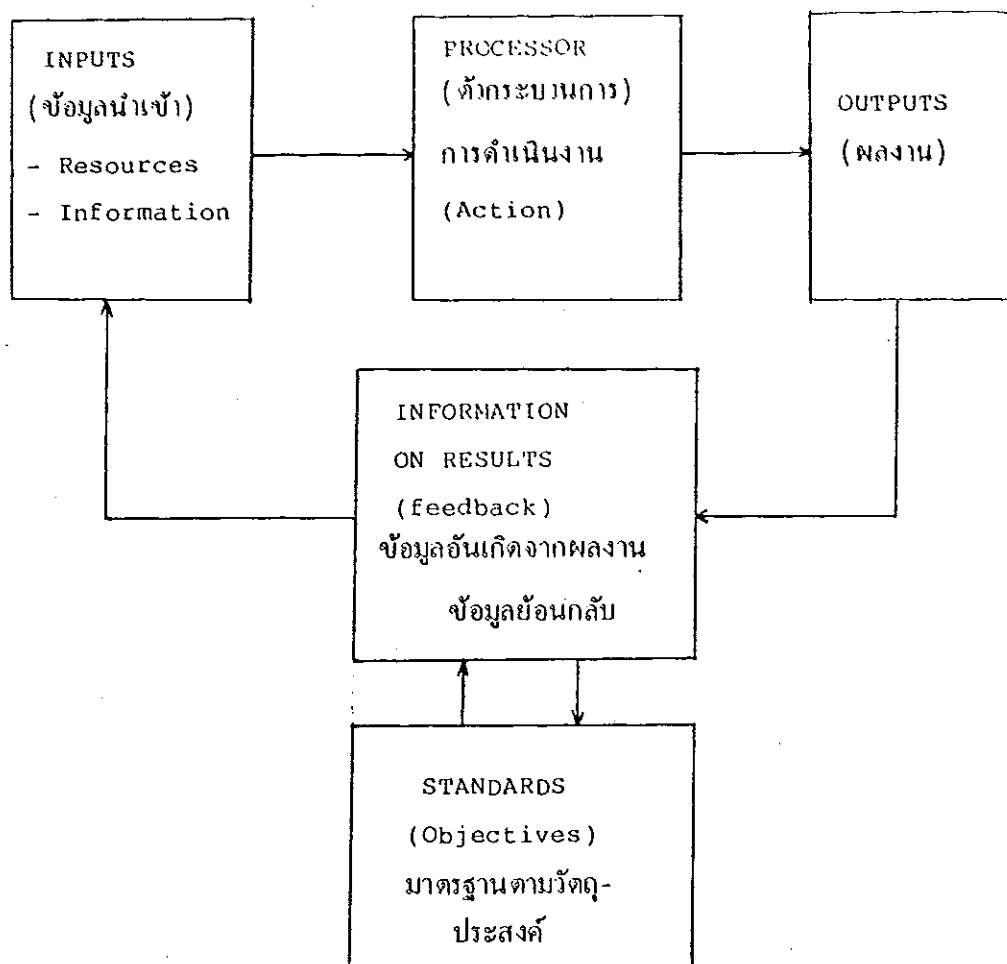 INPUTS
(ข้อมูลนำเข้า)
- Resources
- Information
PROCESSOR
(ตัวกระบวนการ)
การดำเนินงาน
(Action)
OUTPUTS
(ผลงาน)
INFORMATION
ON RESULTS
(feedback)
ข้อมูลอันเกิดจากผลงาน
ข้อมูลย้อนกลับ
STANDARDS
(Objectives)
มาตรฐานตามวัตถุ-
ประสงค์